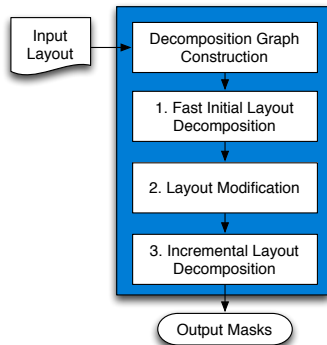 Input
Layout
Decomposition Graph
Construction
1. Fast Initial Layout
Decomposition
2. Layout Modification
3. Incremental Layout
Decomposition
Output Masks